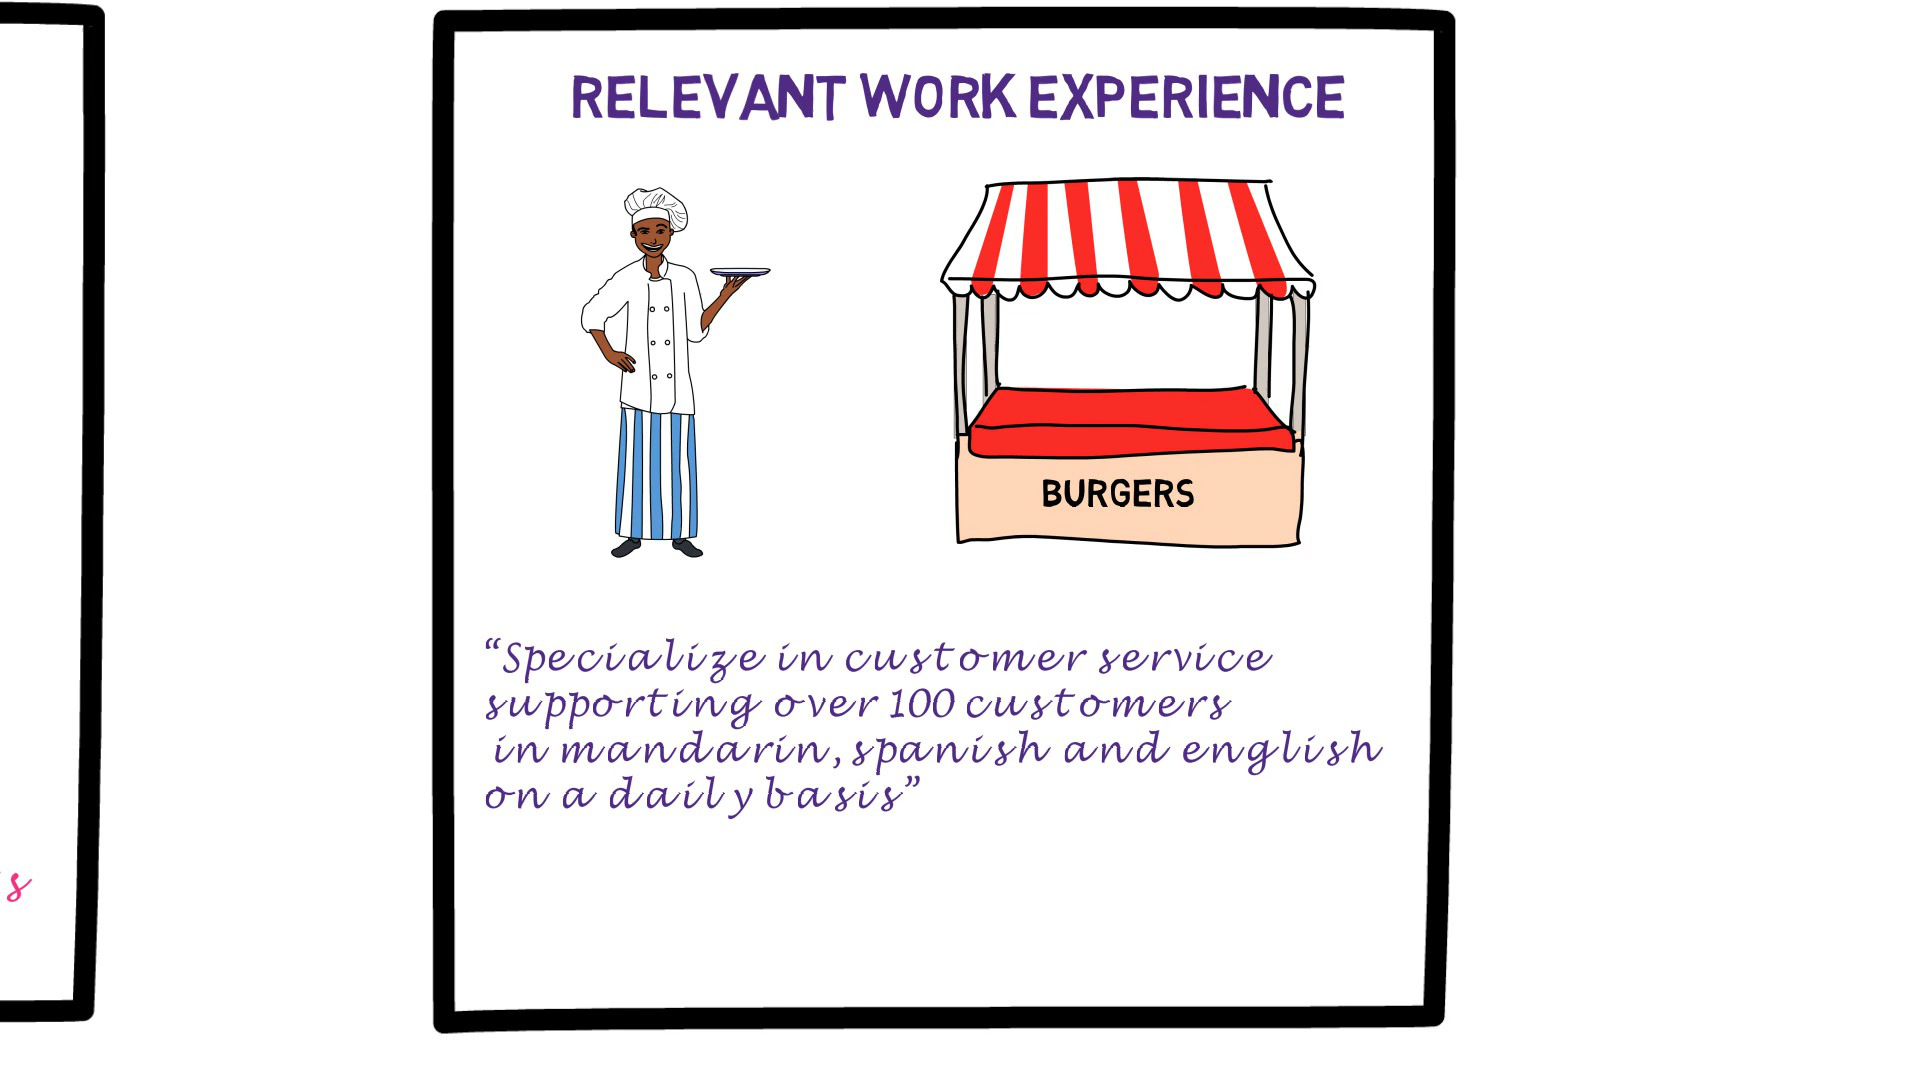 RELEVANT WORK EXPERIENCE
BURGERS
“Specialize in customer service
supporting over 100 customers
in mandarin, spanish and english
on a daily basis”
s